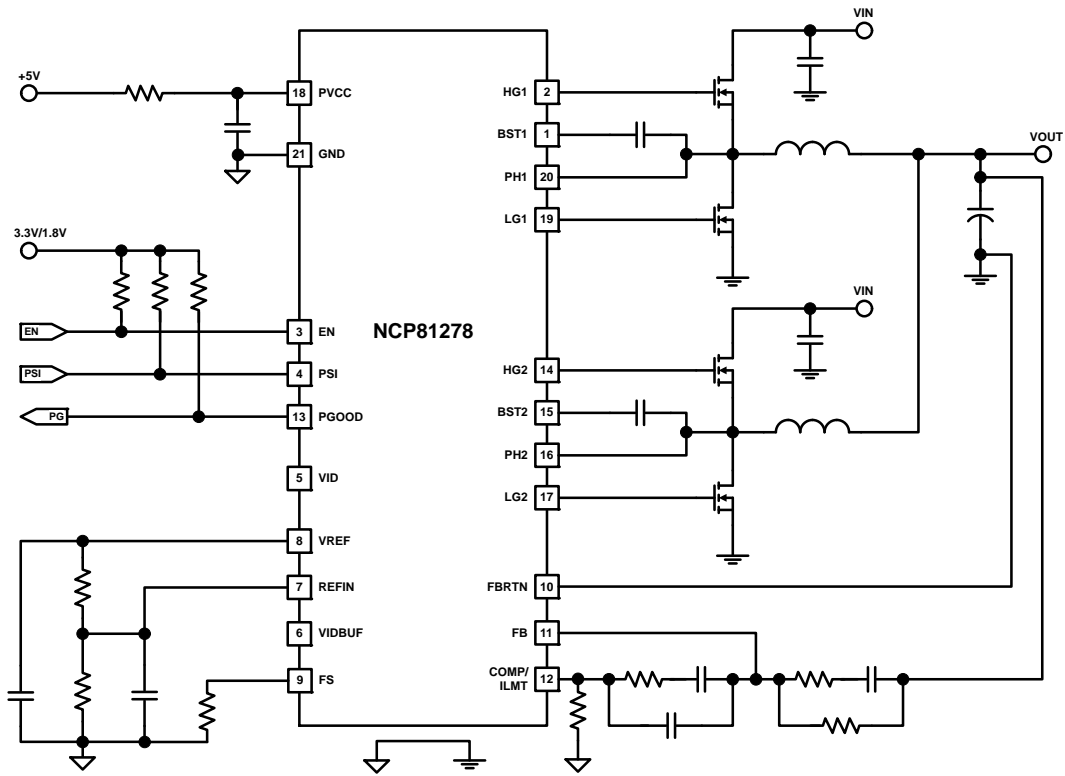 VIN
+5V
18 PVCC
HG1 2
BST1 1
VOUT
21 GND
PH1 20
LG1 19
3.3V/1.8V
VIN
EN
3 EN
NCP81278
PSI
4 PSI
HG2 14
PG
13 PGOOD
BST2 15
PH2 16
5 VID
LG2 17
8 VREF
7 REFIN
FBRTN 10
6 VIDBUF
FB 11
9 FS
COMP/
ILMT 12